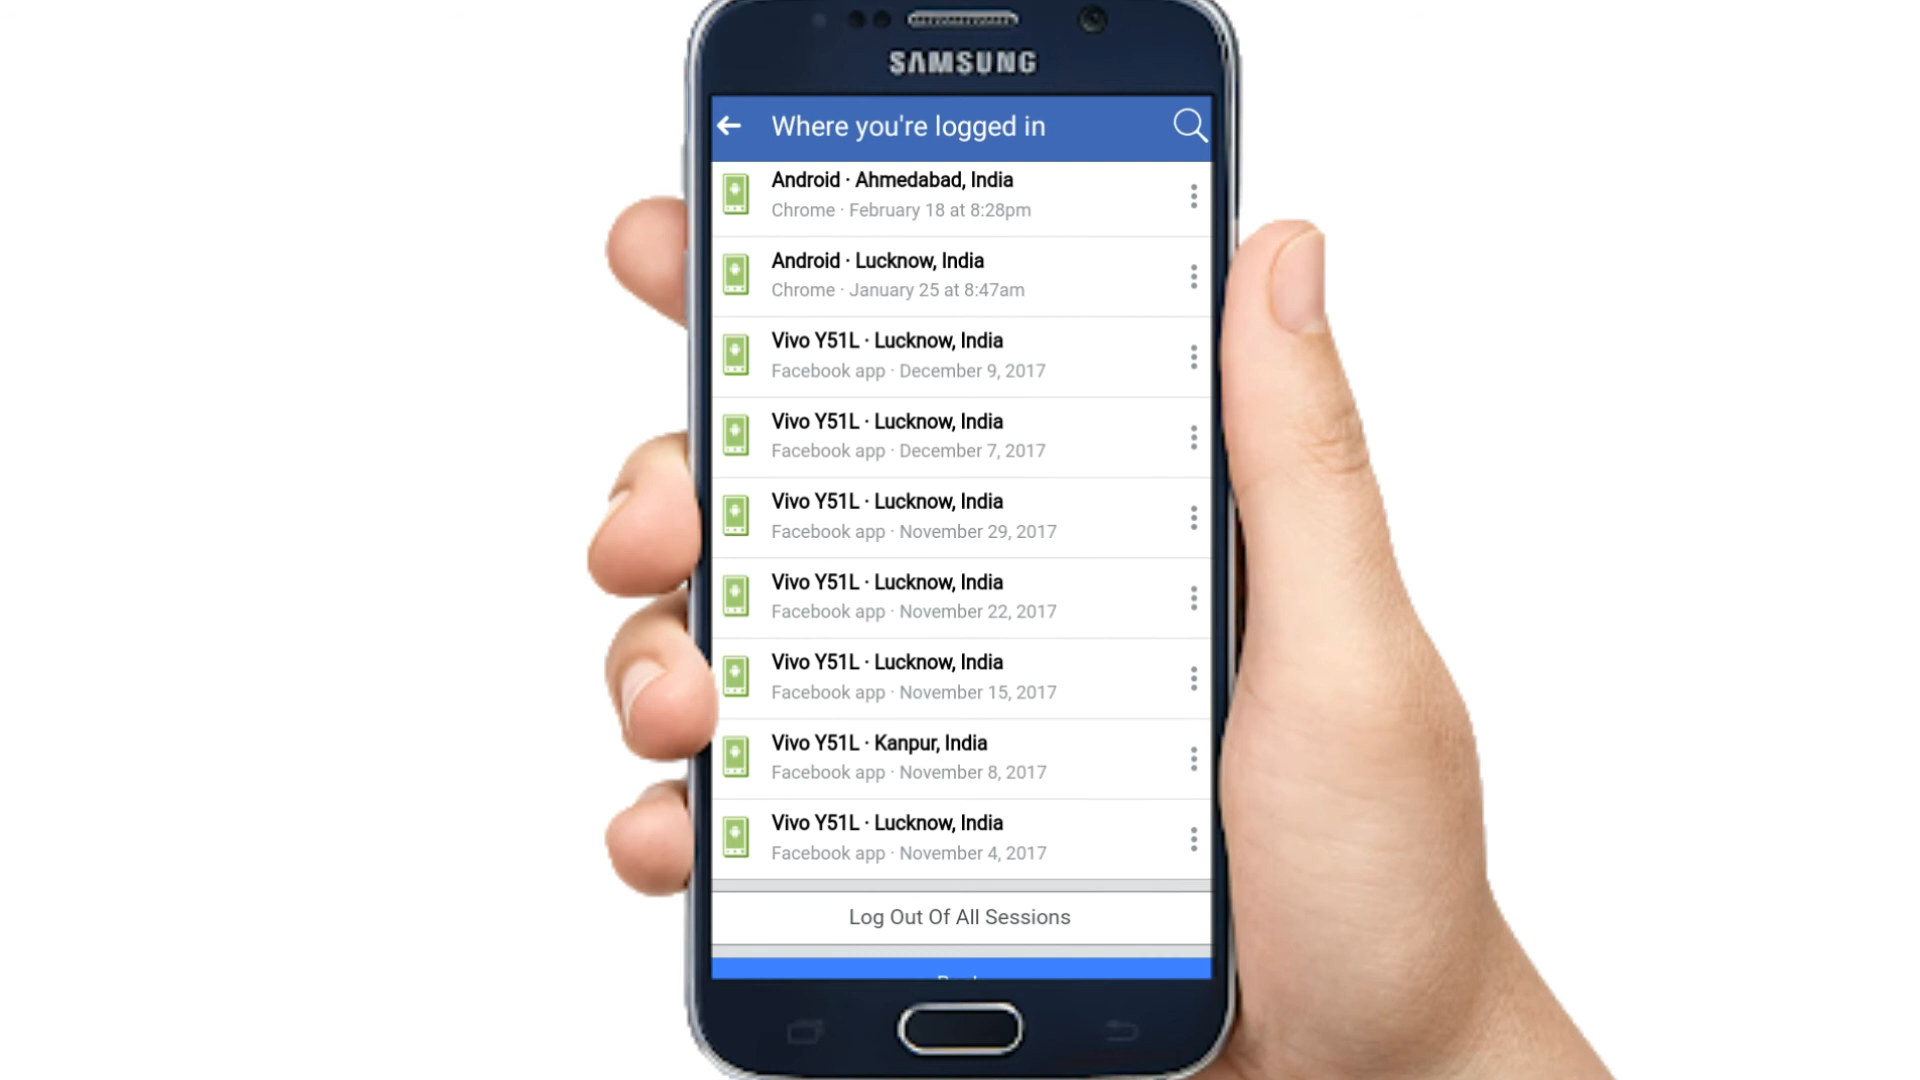 SAMSUNG
Where you're logged in
Android · Ahmedabad, India
Chrome · February 18 at 8:28pm
Android · Lucknow, India
Chrome · January 25 at 8:47am
Vivo Y51L · Lucknow, India
Facebook app · December 9, 2017
Vivo Y51L · Lucknow, India
Facebook app · December 7, 2017
Vivo Y51L · Lucknow, India
Facebook app · November 29, 2017
Vivo Y51L · Lucknow, India
Facebook app · November 22, 2017
Vivo Y51L · Lucknow, India
Facebook app · November 15, 2017
Vivo Y51L · Kanpur, India
Facebook app · November 8, 2017
Vivo Y51L · Lucknow, India
Facebook app · November 4, 2017
Log Out Of All Sessions